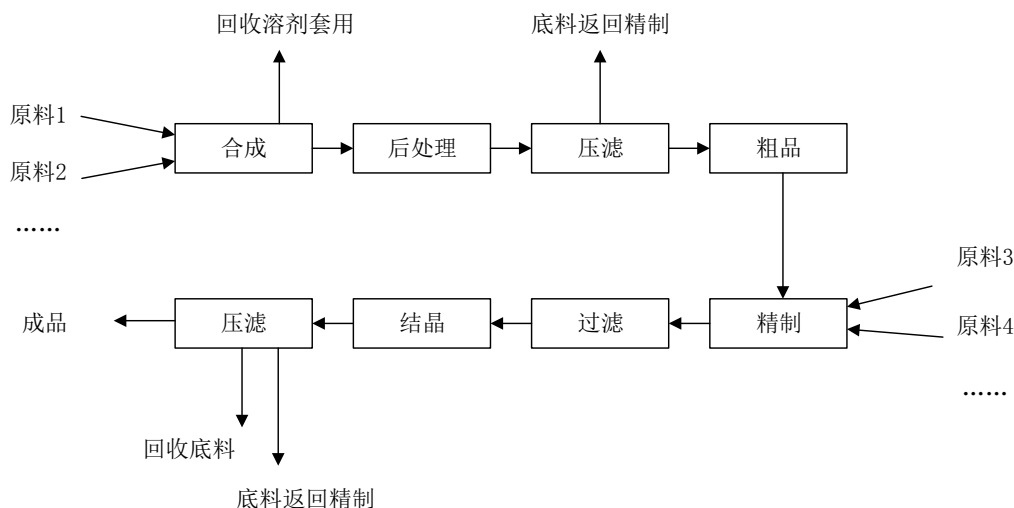 回收溶剂套用
底料返回精制
原料1
原料2
……
合成
后处理
压滤
粗品
原料3
原料4
……
成品
压滤
结晶
过滤
精制
回收底料
底料返回精制